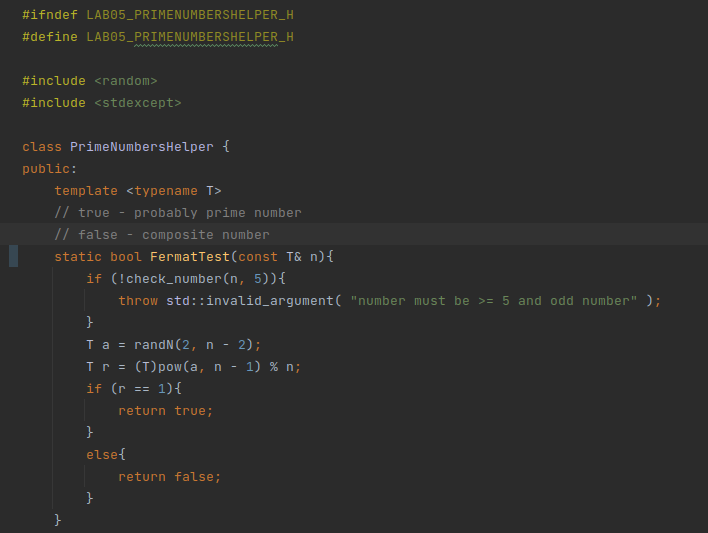 #ifndef LAB05_PRIMENUMBERSHELPER_H
#define LAB05_PRIMENUMBERSHELPER_H
#include <random>
#include <stdexcept>
class PrimeNumbersHelper {
public:
template <typename T>
// true - probably prime number
// false - composite number
static bool FermatTest(const T& n){
if (!check_number(n, 5)){
throw std::invalid_argument( "number must be >= 5 and odd number" );
}
T a = randN(2, n - 2);
T r = (T)pow(a, n - 1) % n;
if (r == 1){
return true;
}
else{
return false;
}
}